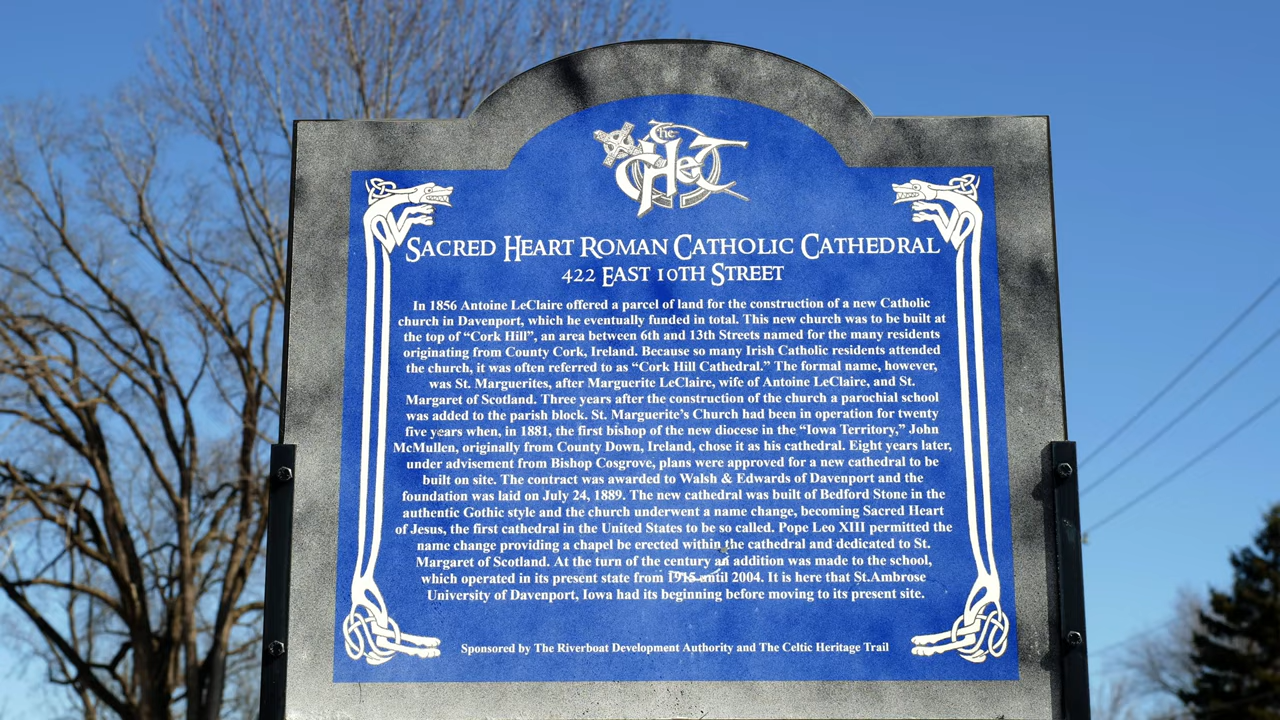 The
CHeT
Sacred Heart Roman Catholic Cathedral
422 East 10th Street
In 1856 Antoine LeClaire offered a parcel of land for the construction of a new Catholic
church in Davenport, which he eventually funded in total. This new church was to be built at
the top of “Cork Hill”, an area between 6th and 13th Streets named for the many residents
originating from County Cork, Ireland. Because so many Irish Catholic residents attended
the church, it was often referred to as “Cork Hill Cathedral.” The formal name, however,
was St. Marguerites, after Marguerite LeClaire, wife of Antoine LeClaire, and St.
Margaret of Scotland. Three years after the construction of the church a parochial school
was added to the parish block. St. Marguerite’s Church had been in operation for twenty
five years when, in 1881, the first bishop of the new diocese in the “Iowa Territory,” John
McMullen, originally from County Down, Ireland, chose it as his cathedral. Eight years later,
under advisement from Bishop Cosgrove, plans were approved for a new cathedral to be
built on site. The contract was awarded to Walsh & Edwards of Davenport and the
foundation was laid on July 24, 1889. The new cathedral was built of Bedford Stone in the
authentic Gothic style and the church underwent a name change, becoming Sacred Heart
of Jesus, the first cathedral in the United States to be so called. Pope Leo XIII permitted the
name change providing a chapel be erected within the cathedral and dedicated to St.
Margaret of Scotland. At the turn of the century an addition was made to the school,
which operated in its present state from 1915 until 2004. It is here that St.Ambrose
University of Davenport, Iowa had its beginning before moving to its present site.
Sponsored by The Riverboat Development Authority and The Celtic Heritage Trail